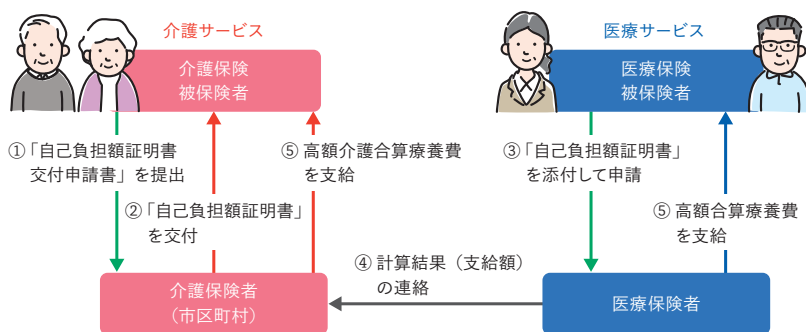 介護サービス
介護保険
被保険者
医療サービス
医療保険
被保険者
①「自己負担額証明書
交付申請書」を提出
②「自己負担額証明書」
を交付
⑤ 高額介護合算療養費
を支給
③「自己負担額証明書」
を添付して申請
⑤ 高額合算療養費
を支給
④ 計算結果（支給額）
の連絡
介護保険者
（市区町村）
医療保険者